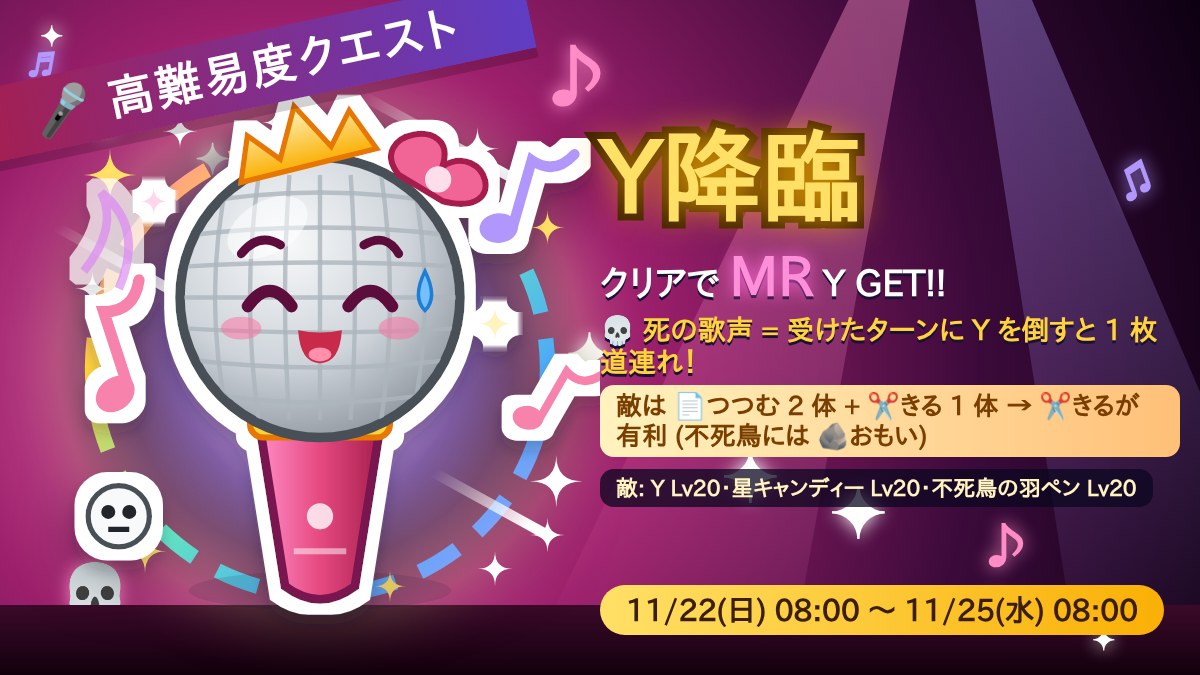 高難易度クエスト
Y降臨
クリアで MR Y GET!!
💀 死の歌声 = 受けたターンに Y を倒すと 1 枚
道連れ!
敵は 📄つつむ 2 体 + ✂️きる 1 体 → ✂️きるが
有利 (不死鳥には 🪨おもい)
敵: Y Lv20・星キャンディー Lv20・不死鳥の羽ペン Lv20
11/22(日) 08:00 〜 11/25(水) 08:00